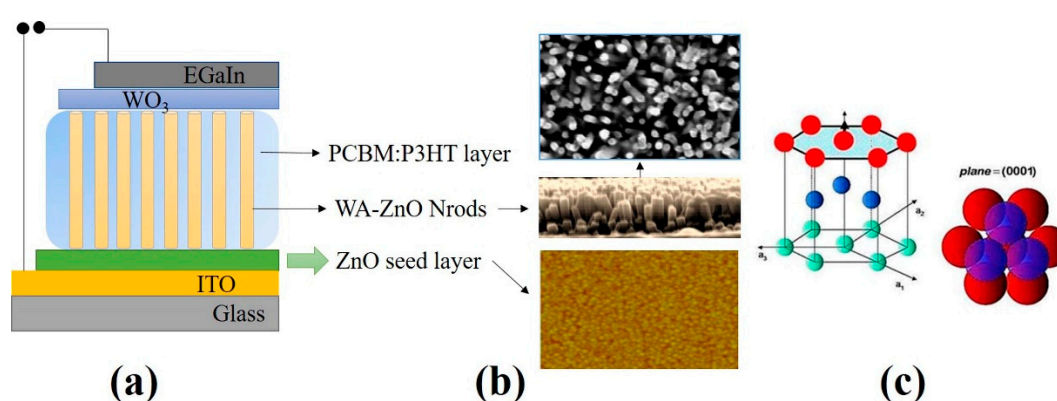 EGaIn
WO3
PCBM:P3HT layer
WA-ZnO Nrods
ZnO seed layer
ITO
Glass
plane=(0001)
a2
a3
a1
(a)
(b)
(c)